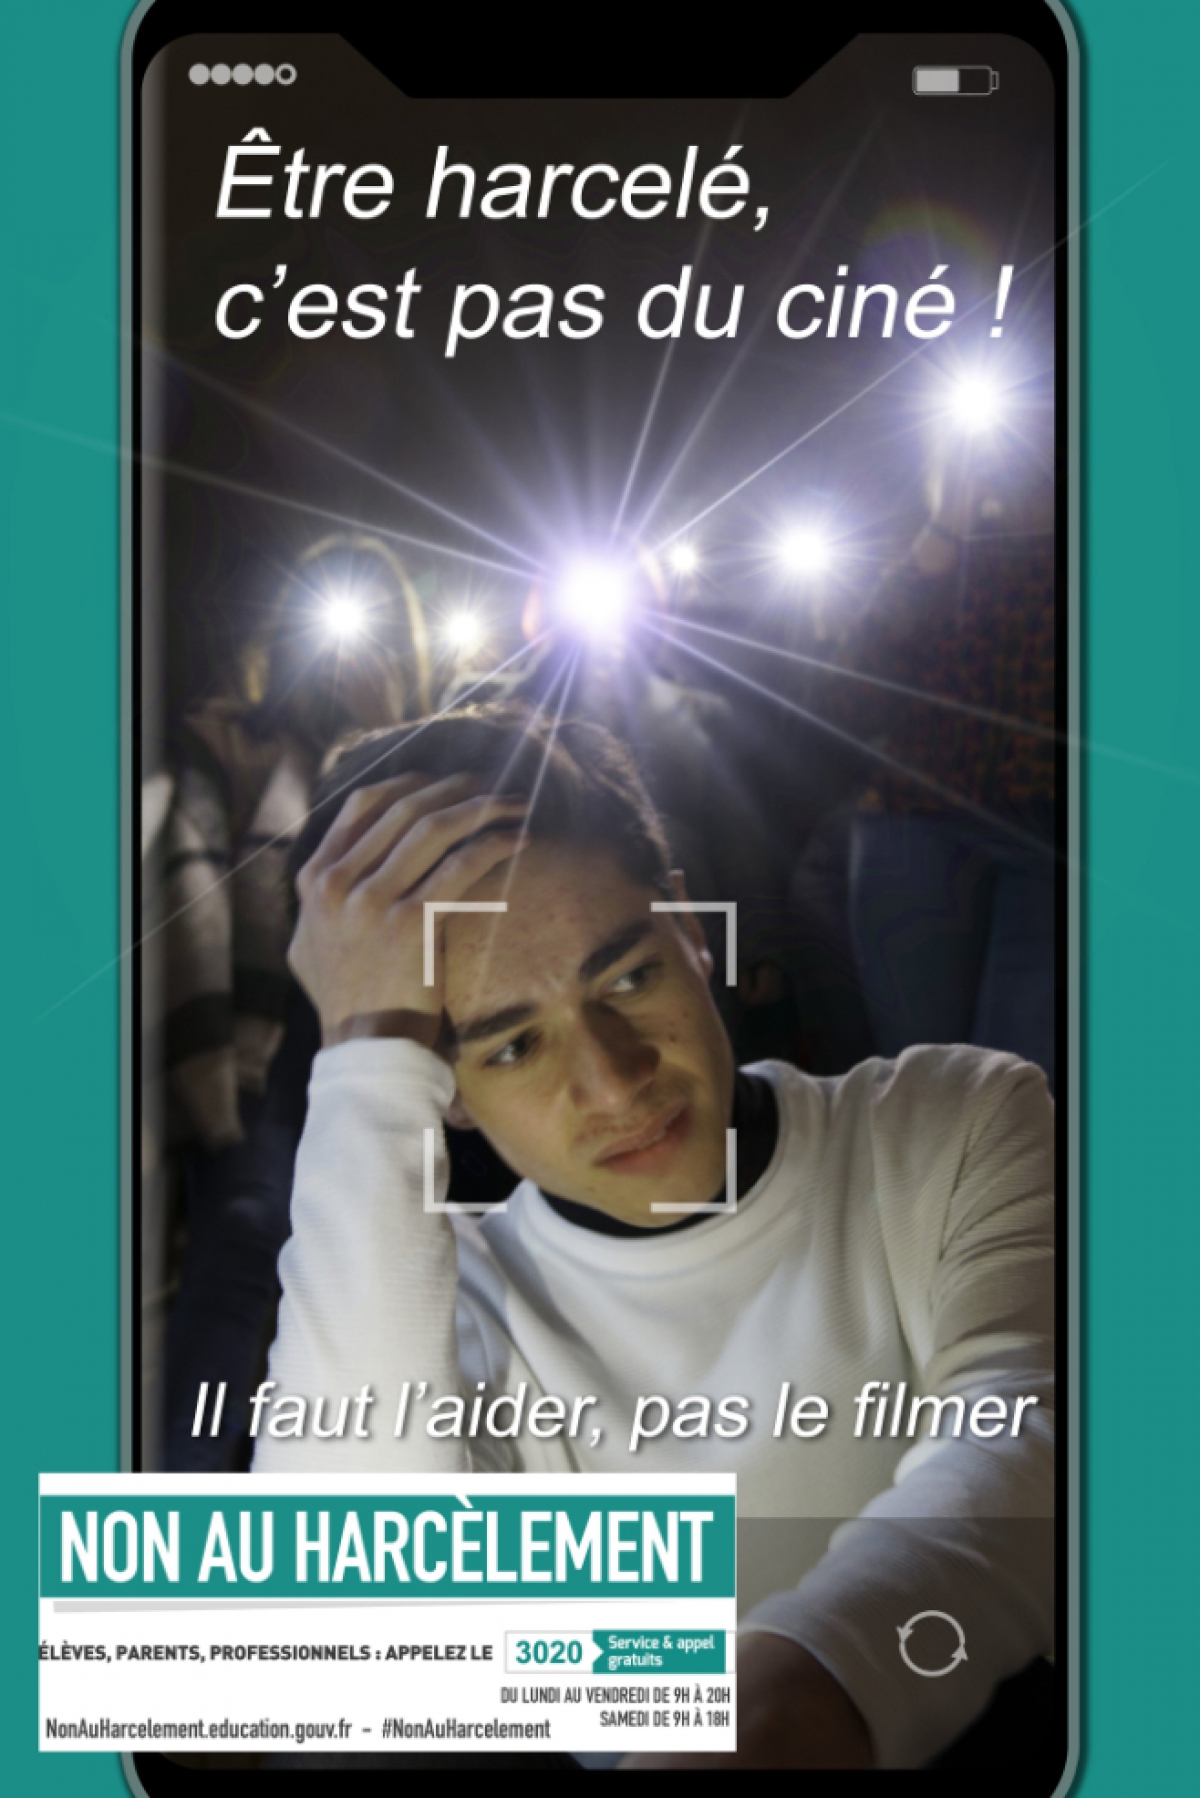 Être harcelé,
c’est pas du ciné !
Il faut l’aider, pas le filmer
NON AU HARCÈLEMENT
ÉLÈVES, PARENTS, PROFESSIONNELS : APPELEZ LE 3020 Service & appel
gratuits
DU LUNDI AU VENDREDI DE 9H À 20H
SAMEDI DE 9H À 18H
NonAuHarcelement.education.gouv.fr – #NonAuHarcelement